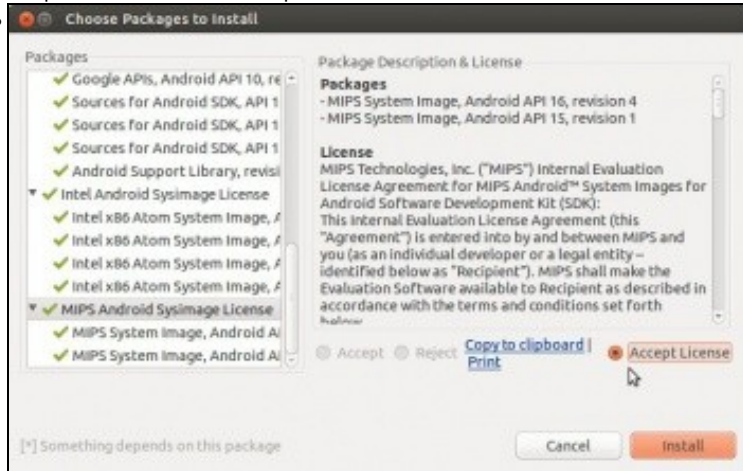 Choose Packages to Install
Packages
Google APIs, Android API 10, re
Sources for Android SDK, API 1
Sources for Android SDK, API 1
Sources for Android SDK, API 1
Android Support Library, revisi
Intel Android Sysimage License
Intel x86 Atom System Image, A
Intel x86 Atom System Image, A
Intel x86 Atom System Image, A
Intel x86 Atom System Image, A
MIPS Android Sysimage License
MIPS System Image, Android A
MIPS System Image, Android A
Package Description & License
Packages
- MIPS System Image, Android API 16, revision 4
- MIPS System Image, Android API 15, revision 1
License
MIPS Technologies, Inc. ("MIPS") Internal Evaluation
License Agreement for MIPS Android™ System Images for
Android Software Development Kit (SDK):
This Internal Evaluation License Agreement (this
"Agreement") is entered into by and between MIPS and
you (as an individual developer or a legal entity –
identified below as "Recipient"). MIPS shall make the
Evaluation Software available to Recipient as described in
accordance with the terms and conditions set forth
below
Accept Reject Copy to clipboard | Accept License
Print
[*] Something depends on this package
Cancel Install